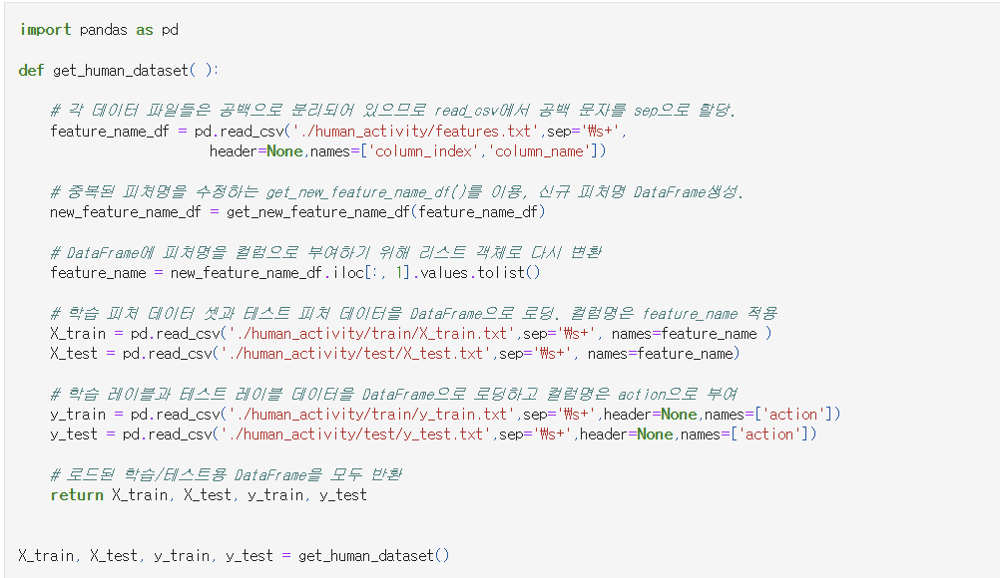 import pandas as pd
def get_human_dataset( ):
# 각 데이터 파일들은 공백으로 분리되어 있으므로 read_csv에서 공백 문자를 sep으로 할당.
feature_name_df = pd.read_csv('./human_activity/features.txt',sep='₩s+',
header=None,names=['column_index','column_name'])
# 중복된 피처명을 수정하는 get_new_feature_name_df()를 이용, 신규 피처명 DataFrame생성.
new_feature_name_df = get_new_feature_name_df(feature_name_df)
# DataFrame에 피처명을 컬럼으로 부여하기 위해 리스트 객체로 다시 변환
feature_name = new_feature_name_df.iloc[:, 1].values.tolist()
# 학습 피처 데이터 셋과 테스트 피처 데이터을 DataFrame으로 로딩. 컬럼명은 feature_name 적용
X_train = pd.read_csv('./human_activity/train/X_train.txt',sep='₩s+', names=feature_name )
X_test = pd.read_csv('./human_activity/test/X_test.txt',sep='₩s+', names=feature_name)
# 학습 레이블과 테스트 레이블 데이터을 DataFrame으로 로딩하고 컬럼명은 action으로 부여
y_train = pd.read_csv('./human_activity/train/y_train.txt',sep='₩s+',header=None,names=['action'])
y_test = pd.read_csv('./human_activity/test/y_test.txt',sep='₩s+',header=None,names=['action'])
# 로드된 학습/테스트용 DataFrame을 모두 반환
return X_train, X_test, y_train, y_test
X_train, X_test, y_train, y_test = get_human_dataset()